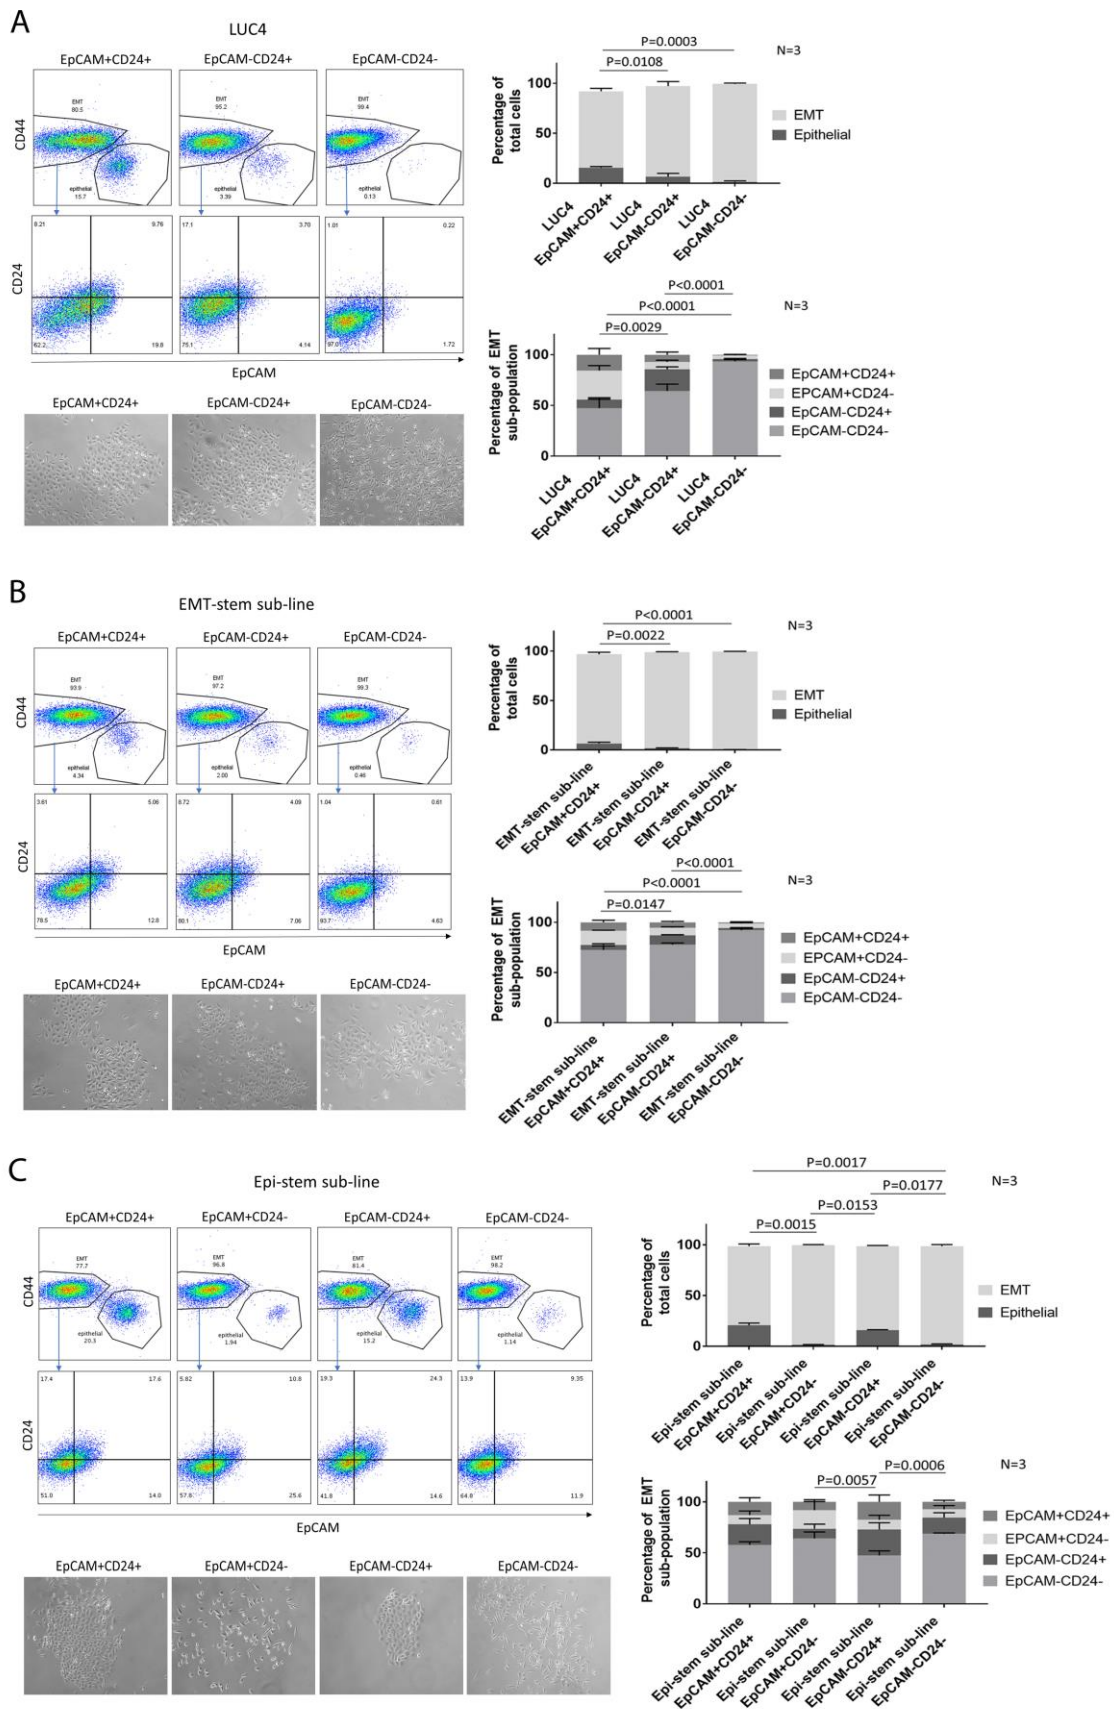 A
LUC4
EpCAM+CD24+
EpCAM-CD24+
EpCAM-CD24-
CD44
EMT
80.5
EMT
95.2
EMT
99.4
epithelial
15.7
epithelial
3.39
epithelial
0.13
CD24
8.21
9.76
17.1
3.70
1.01
0.22
62.2
19.8
75.1
4.14
97.0
1.72
EpCAM
EpCAM+CD24+
EpCAM-CD24+
EpCAM-CD24-
P=0.0003
N=3
P=0.0108
Percentage of
total cells
100
50
0
EMT
Epithelial
LUC4
EpCAM+CD24+
LUC4
EpCAM-CD24+
LUC4
EpCAM-CD24-
P<0.0001
P<0.0001
N=3
P=0.0029
Percentage of EMT
sub-population
100
50
0
EpCAM+CD24+
EPCAM+CD24-
EpCAM-CD24+
EpCAM-CD24-
LUC4
EpCAM+CD24+
LUC4
EpCAM-CD24+
LUC4
EpCAM-CD24-
B
EMT-stem sub-line
EpCAM+CD24+
EpCAM-CD24+
EpCAM-CD24-
CD44
EMT
93.9
EMT
97.2
EMT
99.3
epithelial
4.34
epithelial
2.00
epithelial
0.46
CD24
3.61
5.06
8.72
4.09
1.04
0.61
78.5
12.8
80.1
7.06
93.7
4.63
EpCAM
EpCAM+CD24+
EpCAM-CD24+
EpCAM-CD24-
P<0.0001
N=3
P=0.0022
Percentage of
total cells
100
50
0
EMT
Epithelial
EMT-stem sub-line
EpCAM+CD24+
EMT-stem sub-line
EpCAM-CD24+
EMT-stem sub-line
EpCAM-CD24-
P<0.0001
P<0.0001
N=3
P=0.0147
Percentage of EMT
sub-population
100
50
0
EpCAM+CD24+
EPCAM+CD24-
EpCAM-CD24+
EpCAM-CD24-
EMT-stem sub-line
EpCAM+CD24+
EMT-stem sub-line
EpCAM-CD24+
EMT-stem sub-line
EpCAM-CD24-
C
Epi-stem sub-line
EpCAM+CD24+
EpCAM+CD24-
EpCAM-CD24+
EpCAM-CD24-
CD44
EMT
77.7
EMT
96.8
EMT
81.4
EMT
98.2
epithelial
20.3
epithelial
1.94
epithelial
15.2
epithelial
1.14
CD24
17.4
17.6
5.82
10.8
19.3
24.3
13.9
9.35
51.0
14.0
57.8
25.6
41.8
14.6
64.8
11.9
EpCAM
EpCAM+CD24+
EpCAM+CD24-
EpCAM-CD24+
EpCAM-CD24-
P=0.0017
N=3
P=0.0177
P=0.0153
P=0.0015
Percentage of
total cells
100
50
0
EMT
Epithelial
Epi-stem sub-line
EpCAM+CD24+
Epi-stem sub-line
EpCAM+CD24-
Epi-stem sub-line
EpCAM-CD24+
Epi-stem sub-line
EpCAM-CD24-
P=0.0006
N=3
P=0.0057
Percentage of EMT
sub-population
100
50
0
EpCAM+CD24+
EPCAM+CD24-
EpCAM-CD24+
EpCAM-CD24-
Epi-stem sub-line
EpCAM+CD24+
Epi-stem sub-line
EpCAM+CD24-
Epi-stem sub-line
EpCAM-CD24+
Epi-stem sub-line
EpCAM-CD24-